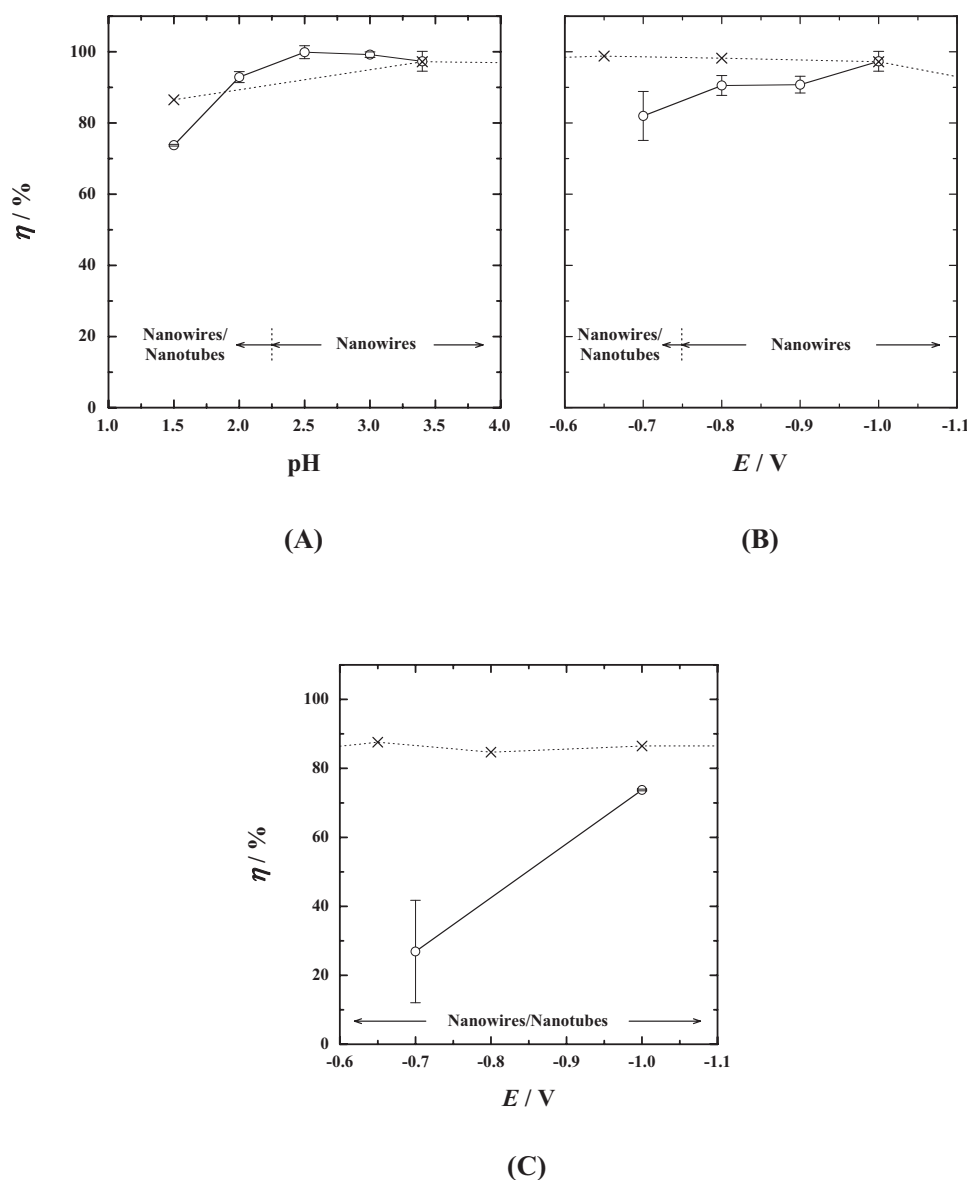 100
80
60
40
20
0
η / %
Nanowires/
Nanotubes
Nanowires
1.0 1.5 2.0 2.5 3.0 3.5 4.0
pH
(A)
Nanowires/
Nanotubes
Nanowires
-0.6 -0.7 -0.8 -0.9 -1.0 -1.1
E / V
(B)
100
80
60
40
20
0
η / %
Nanowires/Nanotubes
-0.6 -0.7 -0.8 -0.9 -1.0 -1.1
E / V
(C)